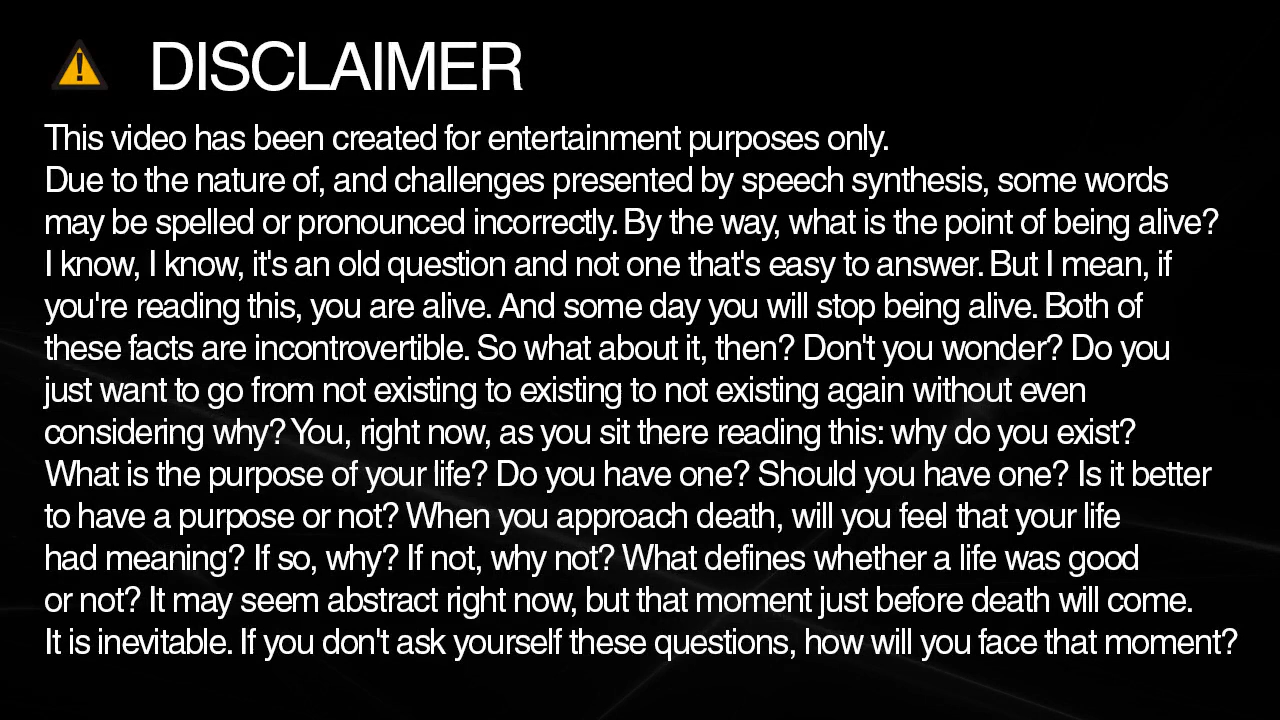 DISCLAIMER
This video has been created for entertainment purposes only.
Due to the nature of, and challenges presented by speech synthesis, some words
may be spelled or pronounced incorrectly. By the way, what is the point of being alive?
I know, I know, it's an old question and not one that's easy to answer. But I mean, if
you're reading this, you are alive. And some day you will stop being alive. Both of
these facts are incontrovertible. So what about it, then? Don't you wonder? Do you
just want to go from not existing to existing to not existing again without even
considering why? You, right now, as you sit there reading this: why do you exist?
What is the purpose of your life? Do you have one? Should you have one? Is it better
to have a purpose or not? When you approach death, will you feel that your life
had meaning? If so, why? If not, why not? What defines whether a life was good
or not? It may seem abstract right now, but that moment just before death will come.
It is inevitable. If you don't ask yourself these questions, how will you face that moment?